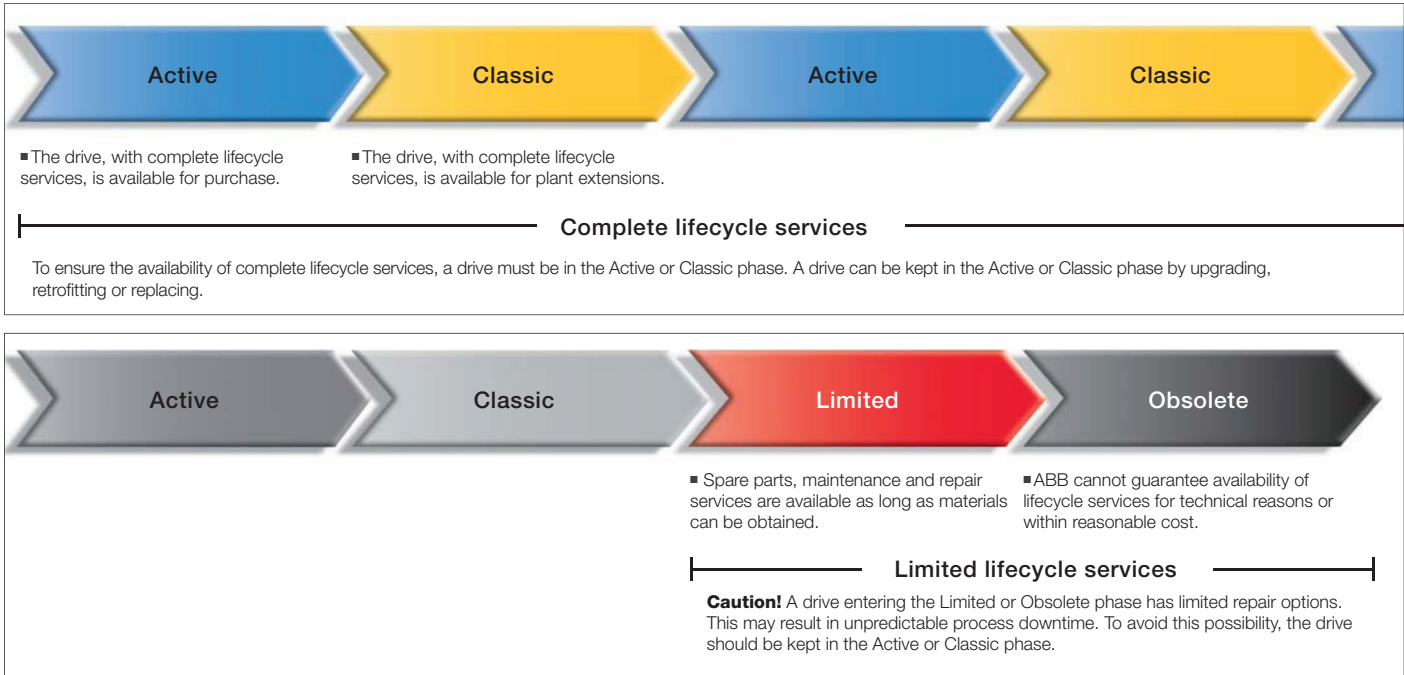 Active
Classic
Active
Classic
■ The drive, with complete lifecycle
services, is available for purchase.
■ The drive, with complete lifecycle
services, is available for plant extensions.
Complete lifecycle services
To ensure the availability of complete lifecycle services, a drive must be in the Active or Classic phase. A drive can be kept in the Active or Classic phase by upgrading,
retrofitting or replacing.
Active
Classic
Limited
Obsolete
■ Spare parts, maintenance and repair
services are available as long as materials
can be obtained.
■ ABB cannot guarantee availability of
lifecycle services for technical reasons or
within reasonable cost.
Limited lifecycle services
Caution! A drive entering the Limited or Obsolete phase has limited repair options.
This may result in unpredictable process downtime. To avoid this possibility, the drive
should be kept in the Active or Classic phase.